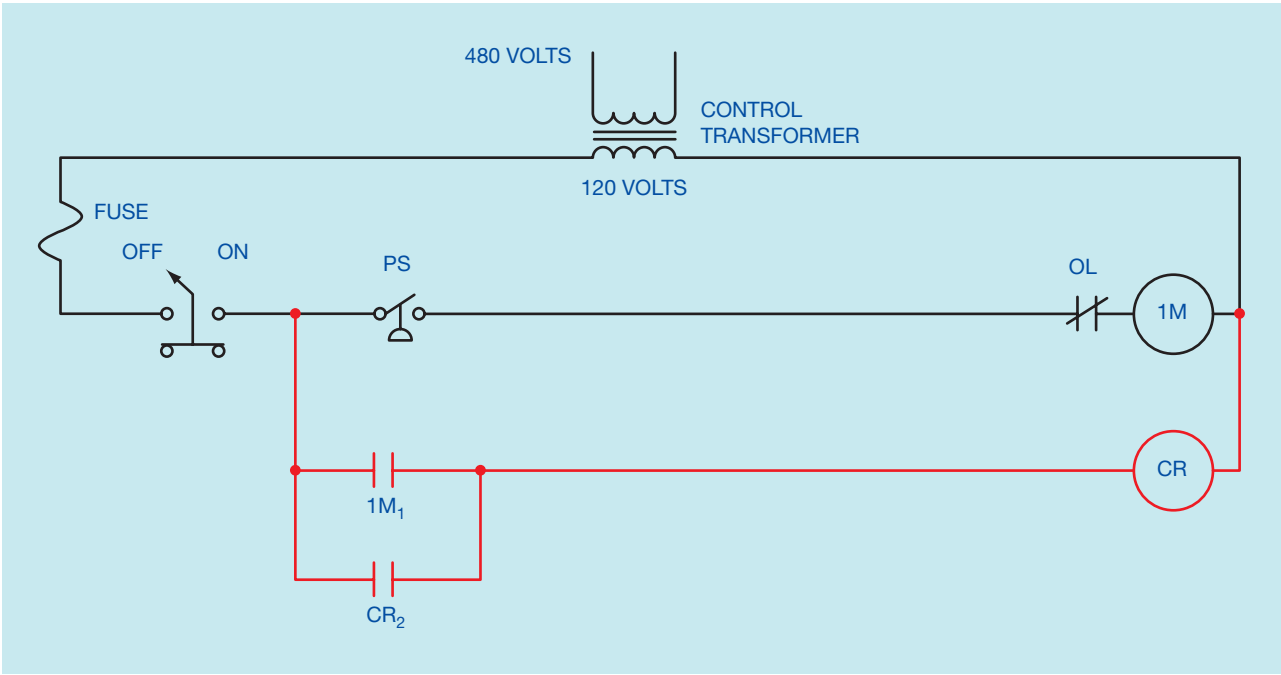 480 VOLTS
CONTROL
TRANSFORMER
120 VOLTS
FUSE
OFF
ON
PS
OL
1M
1M₁
CR
CR₂